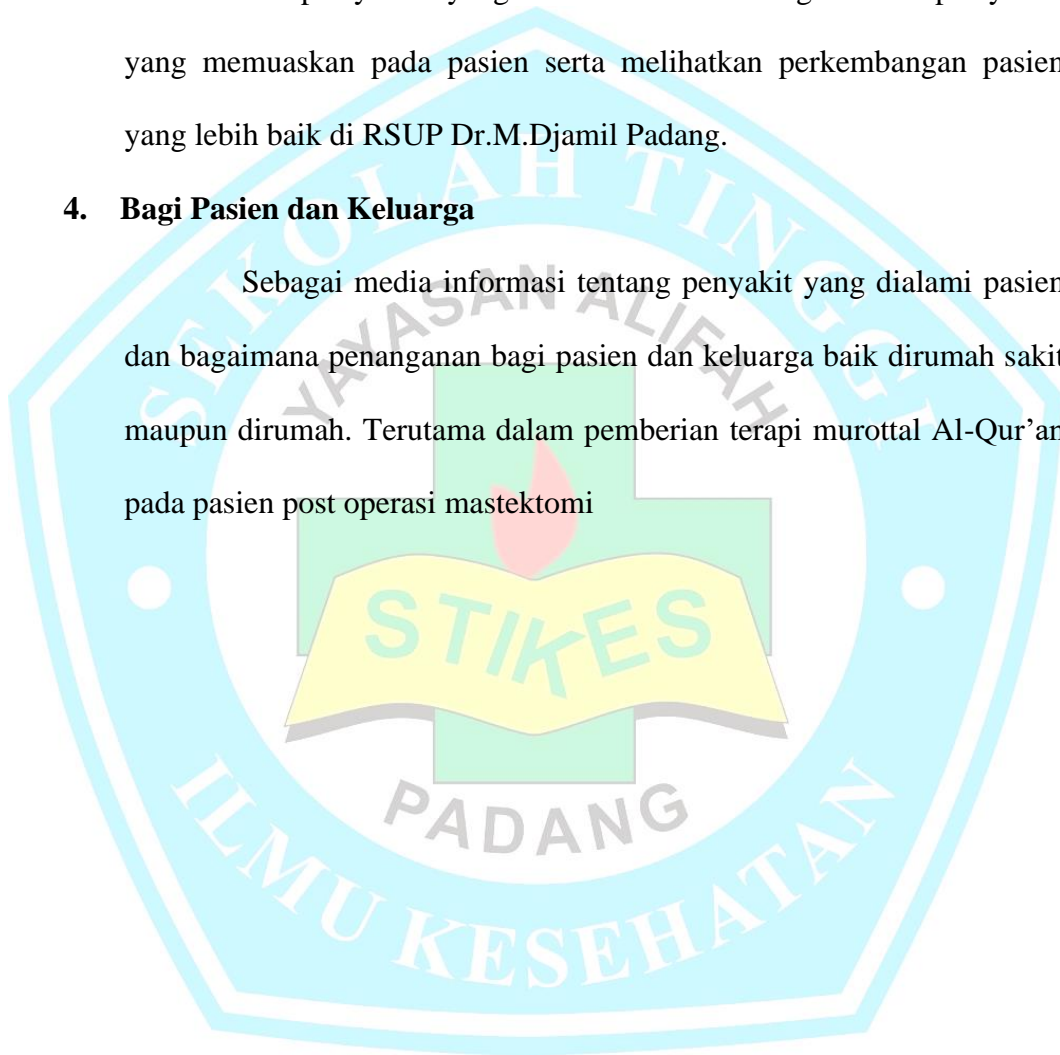 yang memuaskan pada pasien serta melihatkan perkembangan pasien
yang lebih baik di RSUP Dr.M.Djamil Padang.
4. Bagi Pasien dan Keluarga
Sebagai media informasi tentang penyakit yang dialami pasien
dan bagaimana penanganan bagi pasien dan keluarga baik dirumah sakit
maupun dirumah. Terutama dalam pemberian terapi murottal Al-Qur’an
pada pasien post operasi mastektomi
SEKOLAH TINGGI
YAYASAN ALIFAH
STIKES
PADANG
ILMU KESEHATAN